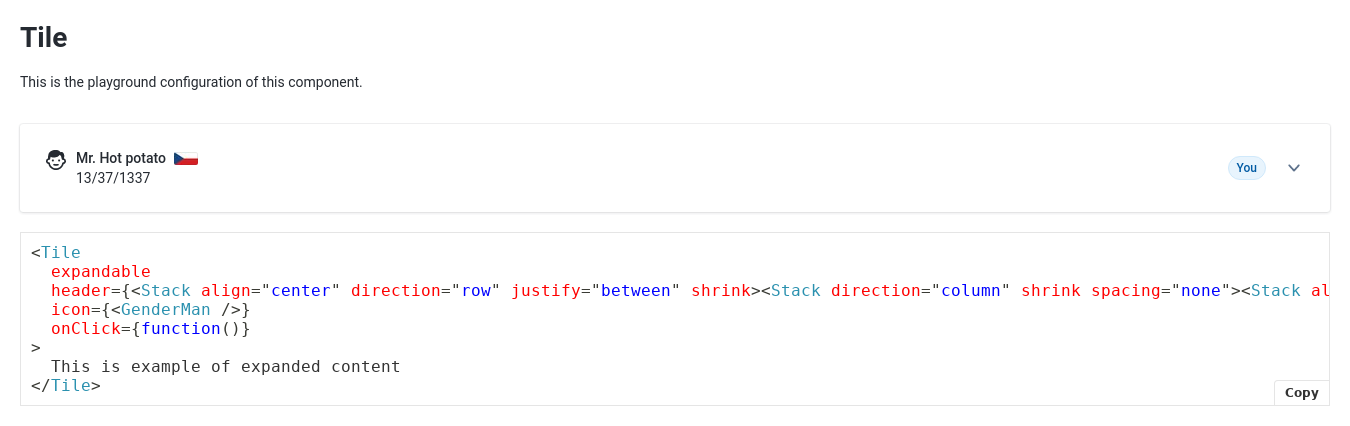 Tile
This is the playground configuration of this component.
Mr. Hot potato
13/37/1337
You
<Tile
  expandable
  header={<Stack align="center" direction="row" justify="between" shrink><Stack direction="column" shrink spacing="none"><Stack al
  icon={<GenderMan />}
  onClick={function()}
>
  This is example of expanded content
</Tile>
Copy